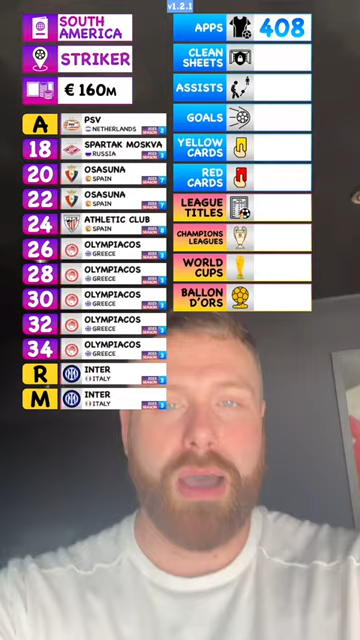 v1.2.1
SOUTH AMERICA
STRIKER
€ 160M
A PSV
NETHERLANDS
18 SPARTAK MOSKVA
RUSSIA
20 OSASUNA
SPAIN
22 OSASUNA
SPAIN
24 ATHLETIC CLUB
SPAIN
26 OLYMPIACOS
GREECE
28 OLYMPIACOS
GREECE
30 OLYMPIACOS
GREECE
32 OLYMPIACOS
GREECE
34 OLYMPIACOS
GREECE
R INTER
ITALY
M INTER
ITALY
APPS 408
CLEAN SHEETS
ASSISTS
GOALS
YELLOW CARDS
RED CARDS
LEAGUE TITLES
CHAMPIONS LEAGUES
WORLD CUPS
BALLON D'ORS